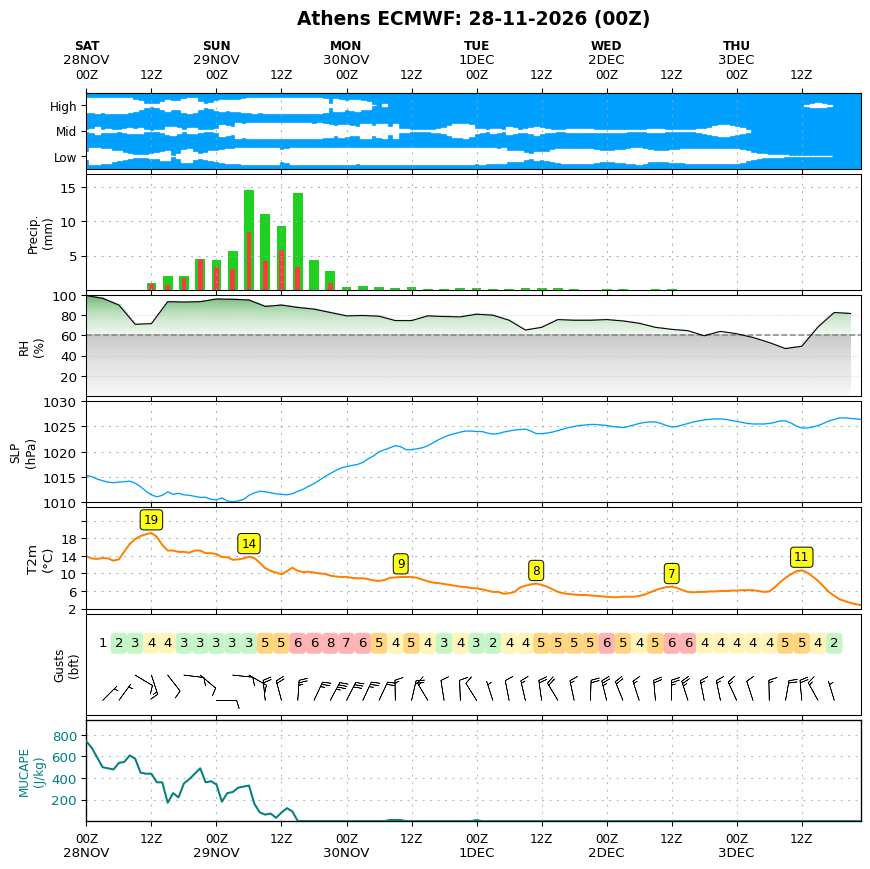 Athens ECMWF: 28-11-2026 (00Z)
SAT SUN MON TUE WED THU
28NOV 29NOV 30NOV 1DEC 2DEC 3DEC
00Z 12Z 00Z 12Z 00Z 12Z 00Z 12Z 00Z 12Z 00Z 12Z
High
Mid
Low
Precip.
(mm)
15
10
5
RH
(%)
100
80
60
40
20
SLP
(hPa)
1030
1025
1020
1015
1010
T2m
(°C)
18
14
10
6
2
19 14 9 8 7 11
Gusts
(bft)
1 2 3 4 4 3 3 3 3 3 5 5 6 6 8 7 6 5 4 5 4 3 4 3 2 4 4 5 5 5 5 6 5 4 5 6 6 4 4 4 4 4 5 5 4 2
MUCAPE
(J/kg)
800
600
400
200
00Z 12Z 00Z 12Z 00Z 12Z 00Z 12Z 00Z 12Z 00Z 12Z
28NOV 29NOV 30NOV 1DEC 2DEC 3DEC